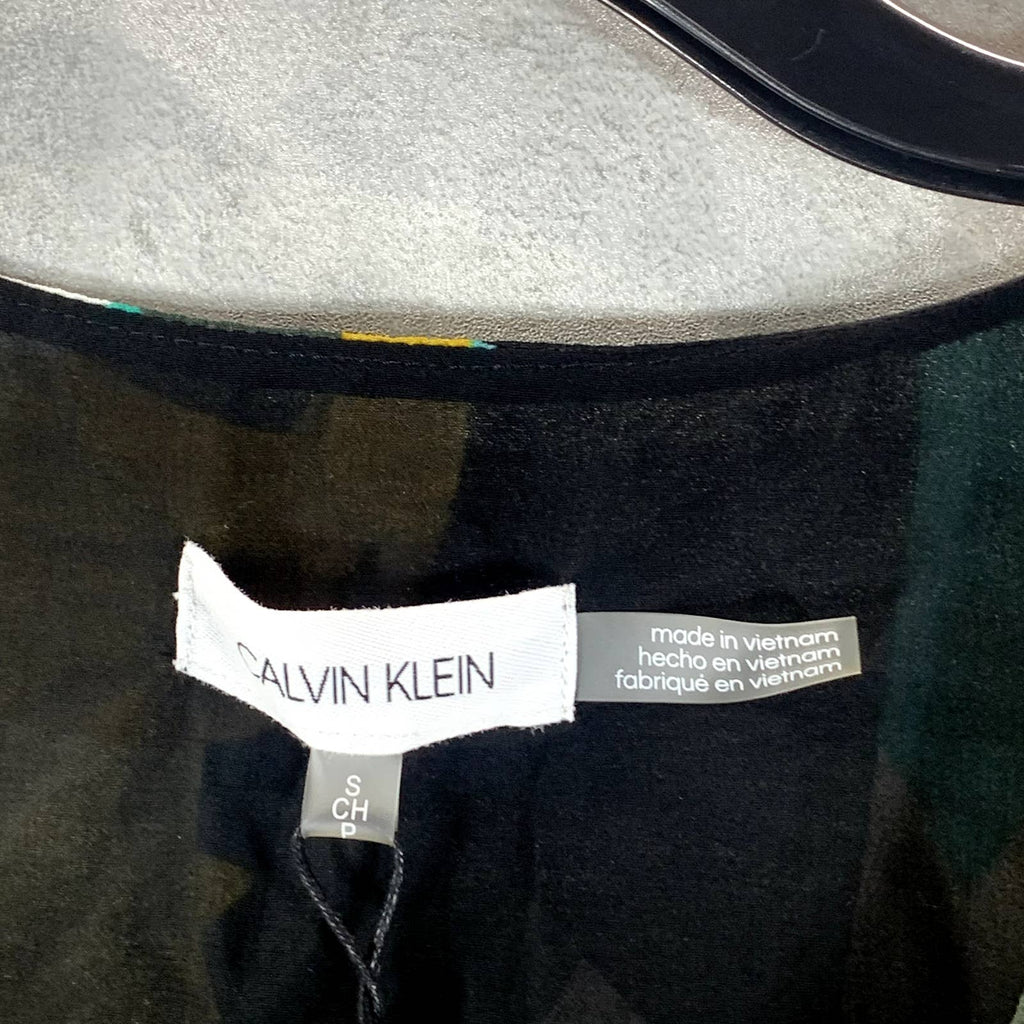 CALVIN KLEIN
made in vietnam
hecho en vietnam
fabriqué en vietnam
S
CH
P